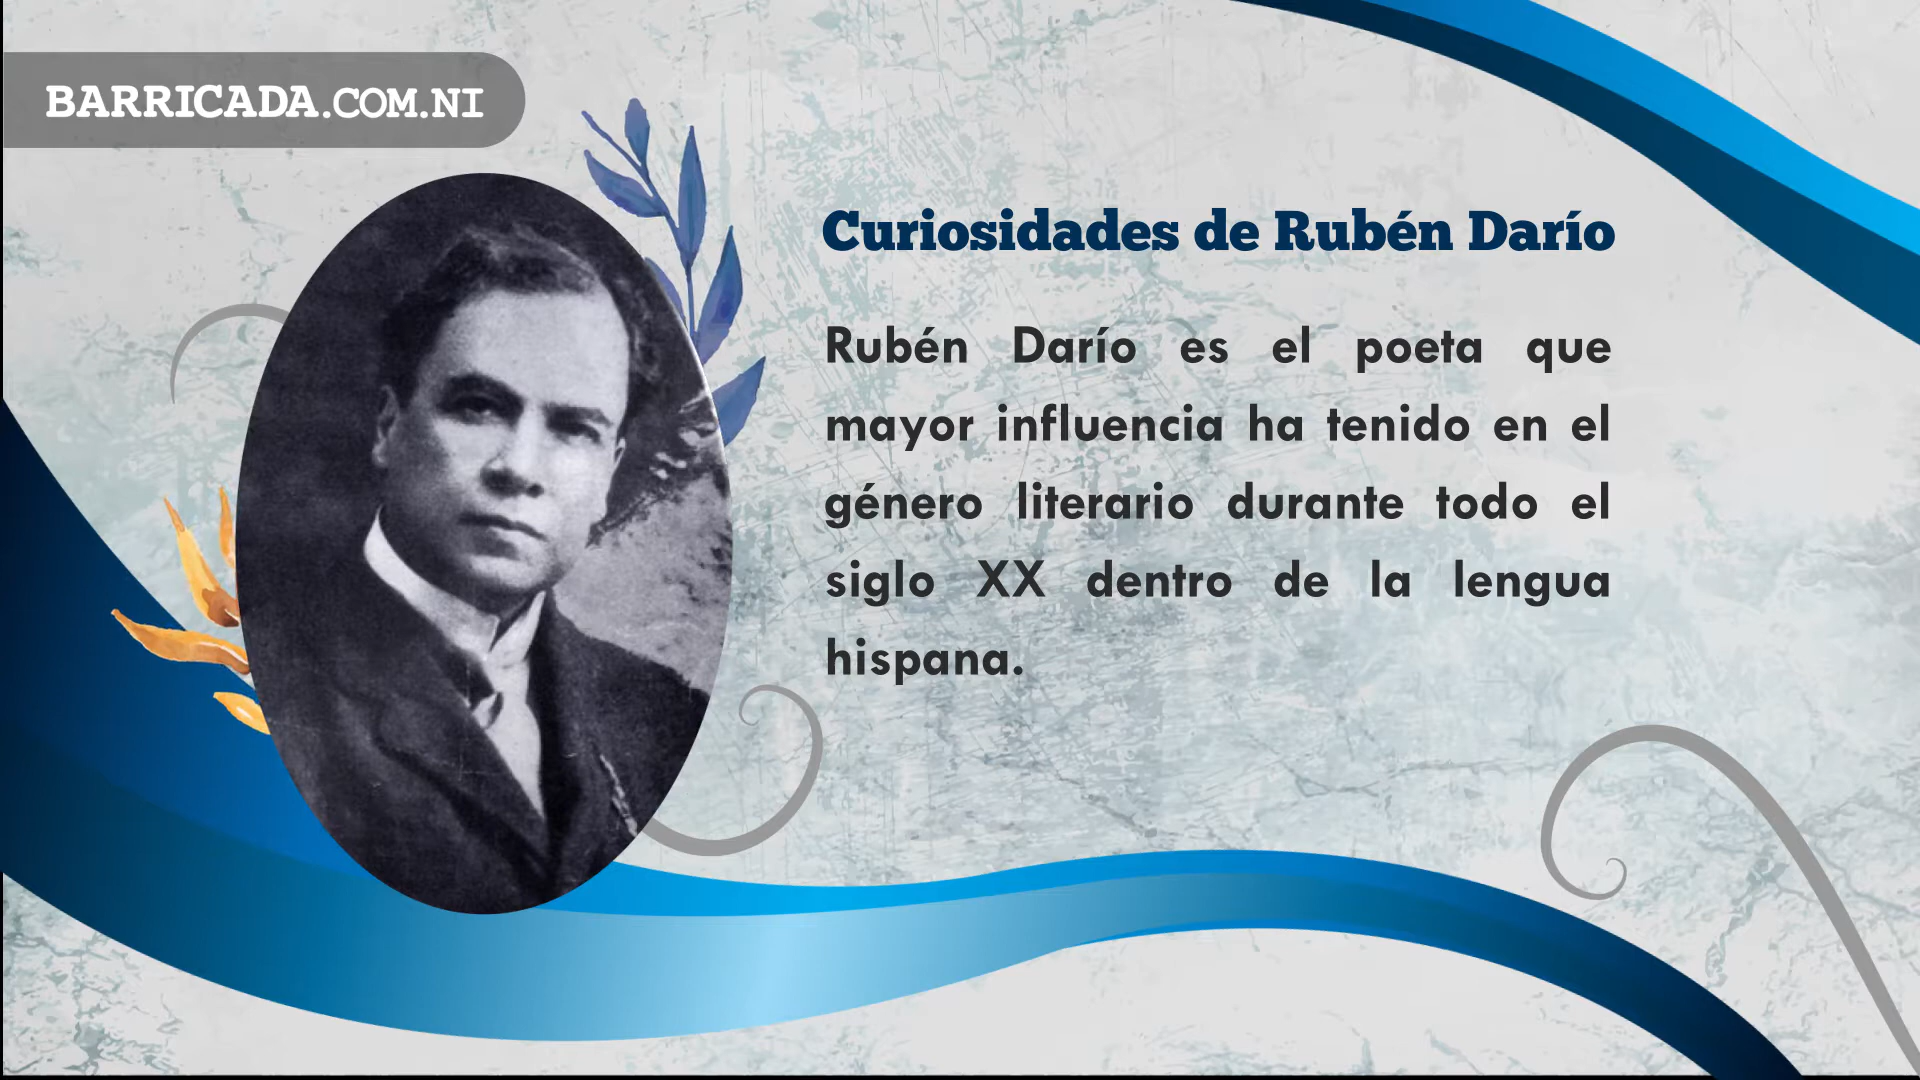 BARRICADA.COM.NI
Curiosidades de Rubén Darío
Rubén Darío es el poeta que
mayor influencia ha tenido en el
género literario durante todo el
siglo XX dentro de la lengua
hispana.